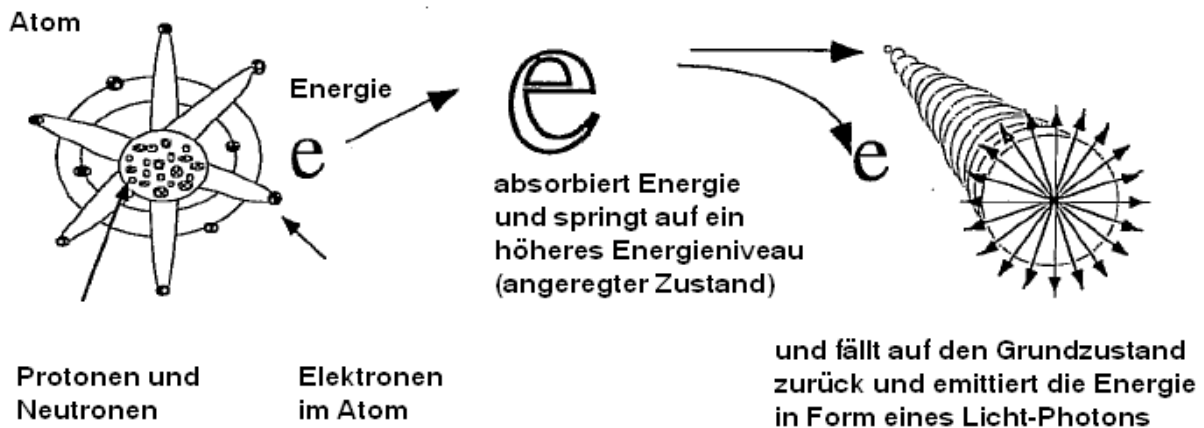 Atom
Energie
e
e
absorbiert Energie
und springt auf ein
höheres Energieniveau
(angeregter Zustand)
e
Protonen und
Neutronen
Elektronen
im Atom
und fällt auf den Grundzustand
zurück und emittiert die Energie
in Form eines Licht-Photons